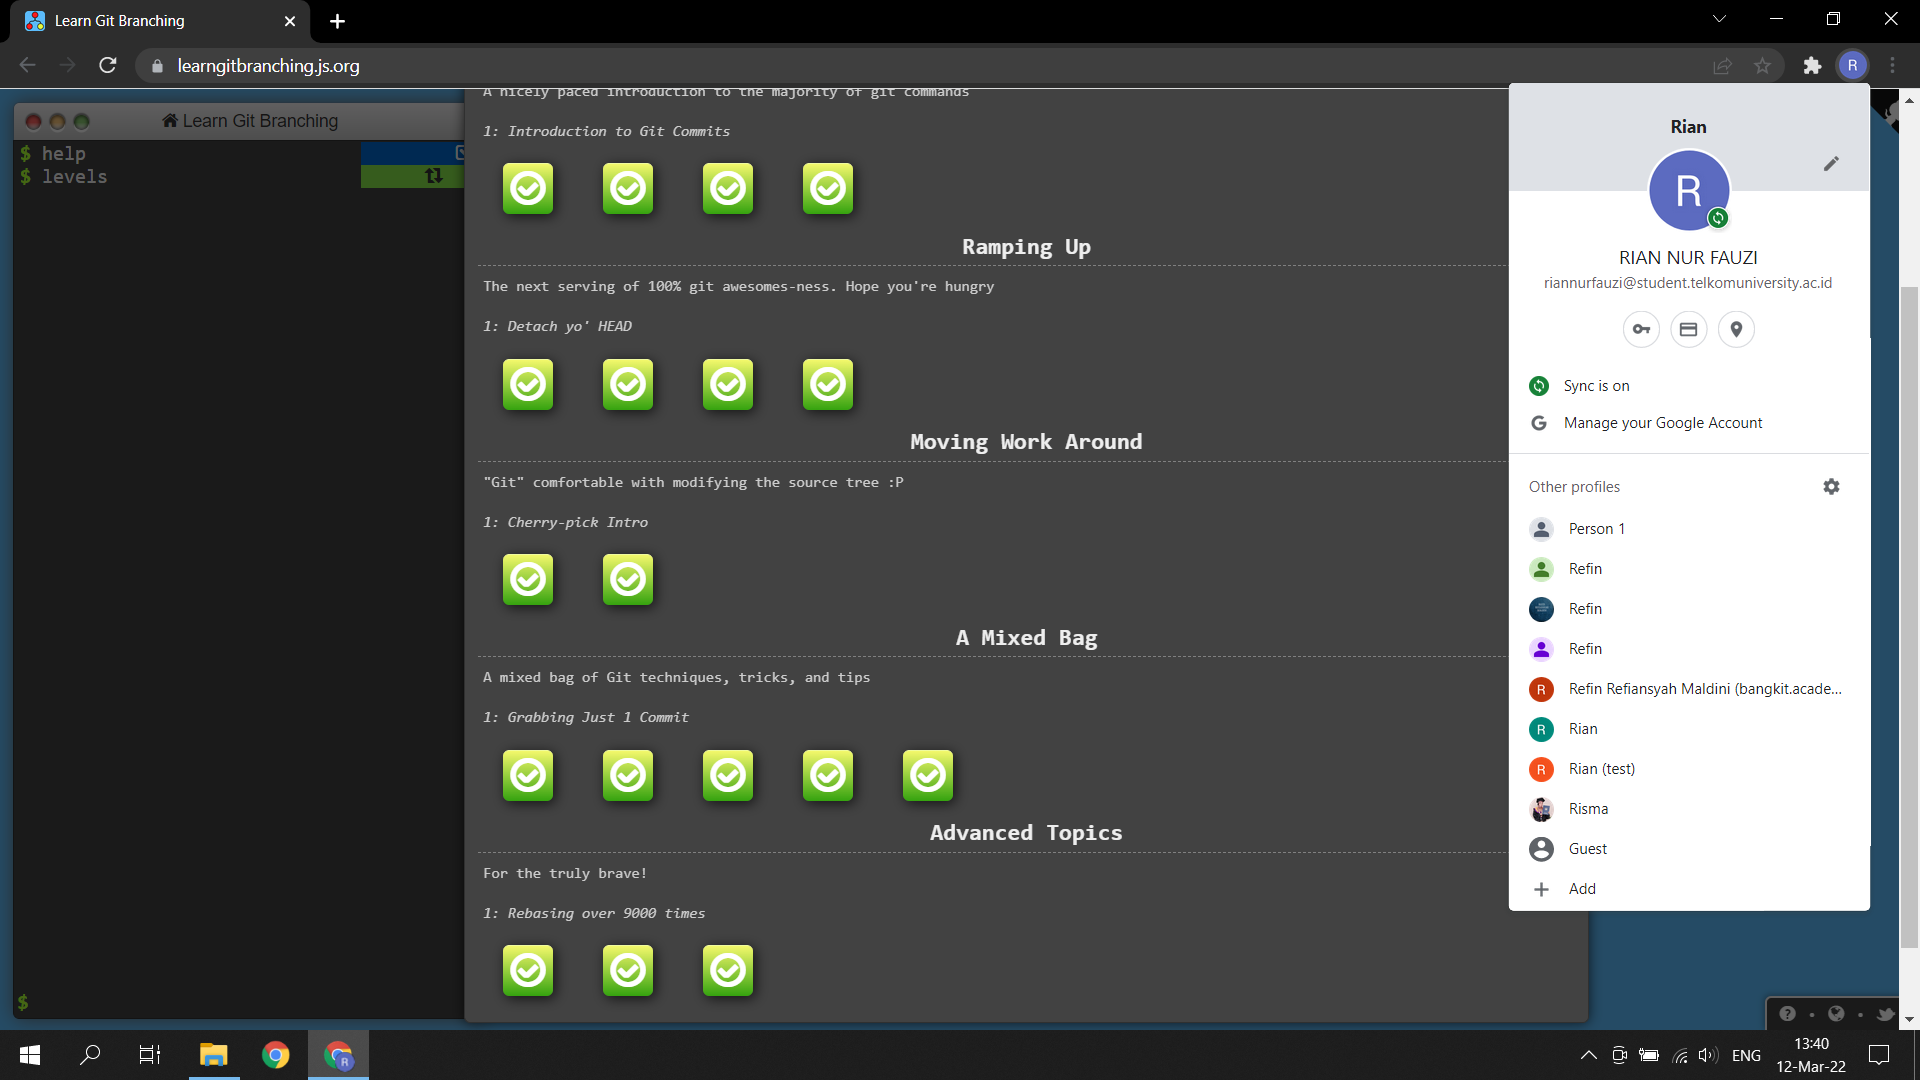 Learn Git Branching
learngitbranching.js.org
R
Learn Git Branching
$ help
$ levels
$
A nicely paced introduction to the majority of git commands
1: Introduction to Git Commits
Ramping Up
The next serving of 100% git awesomes-ness. Hope you're hungry
1: Detach yo' HEAD
Moving Work Around
"Git" comfortable with modifying the source tree :P
1: Cherry-pick Intro
A Mixed Bag
A mixed bag of Git techniques, tricks, and tips
1: Grabbing Just 1 Commit
Advanced Topics
For the truly brave!
1: Rebasing over 9000 times
Rian
R
RIAN NUR FAUZI
riannurfauzi@student.telkomuniversity.ac.id
Sync is on
G Manage your Google Account
Other profiles
Person 1
Refin
Refin
Refin
R Refin Refiansyah Maldini (bangkit.acade...
R Rian
R Rian (test)
Risma
Guest
Add
R
ENG
13:40
12-Mar-22